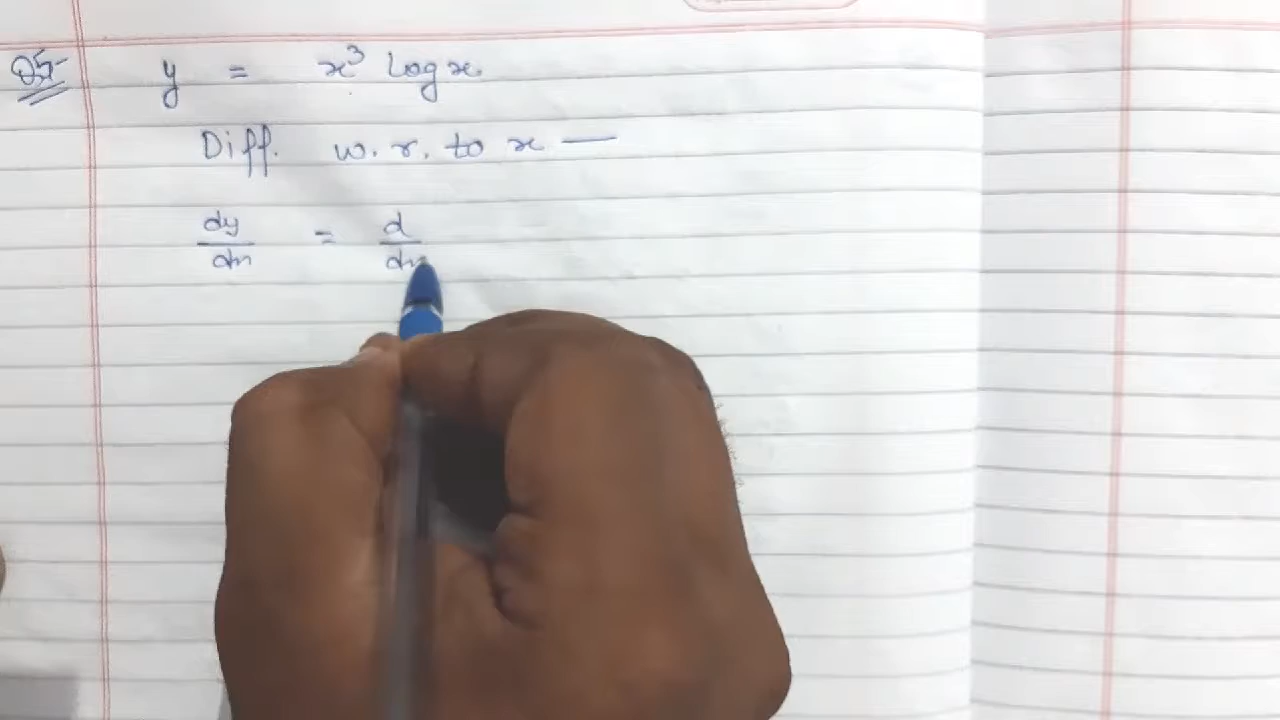 Q5- y = x³ log x.
Diff. w. r. to x —
dy/dx = d/dx